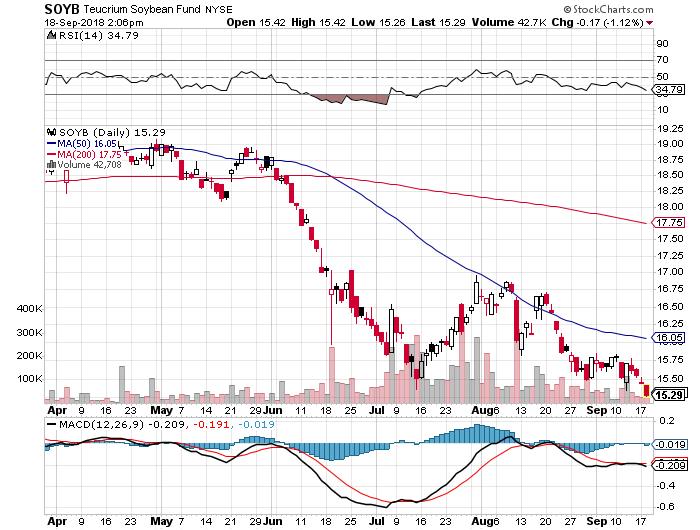 SOYB Teucrium Soybean Fund NYSE © StockCharts.com
18-Sep-2018 2:06pm Open 15.42 High 15.42 Low 15.26 Last 15.29 Volume 42.7K Chg -0.17 (-1.12%)
RSI(14) 34.79
90
70
50
34.79
10
SOYB (Daily) 15.29
MA(50) 16.05
MA(200) 17.75
Volume 42,708
19.25
19.00
18.75
18.50
18.25
18.00
17.75
17.50
17.25
17.00
16.75
16.50
16.25
16.05
15.75
15.50
15.29
400K
300K
200K
100K
Apr 9 16 23 May 7 14 21 29 Jun 11 18 25 Jul 9 16 23 Aug 6 13 20 27 Sep 10 17
MACD(12,26,9) -0.209, -0.191, -0.019
0.2
-0.019
-0.209
-0.4
-0.6
Apr 9 16 23 May 7 14 21 29 Jun 11 18 25 Jul 9 16 23 Aug 6 13 20 27 Sep 10 17